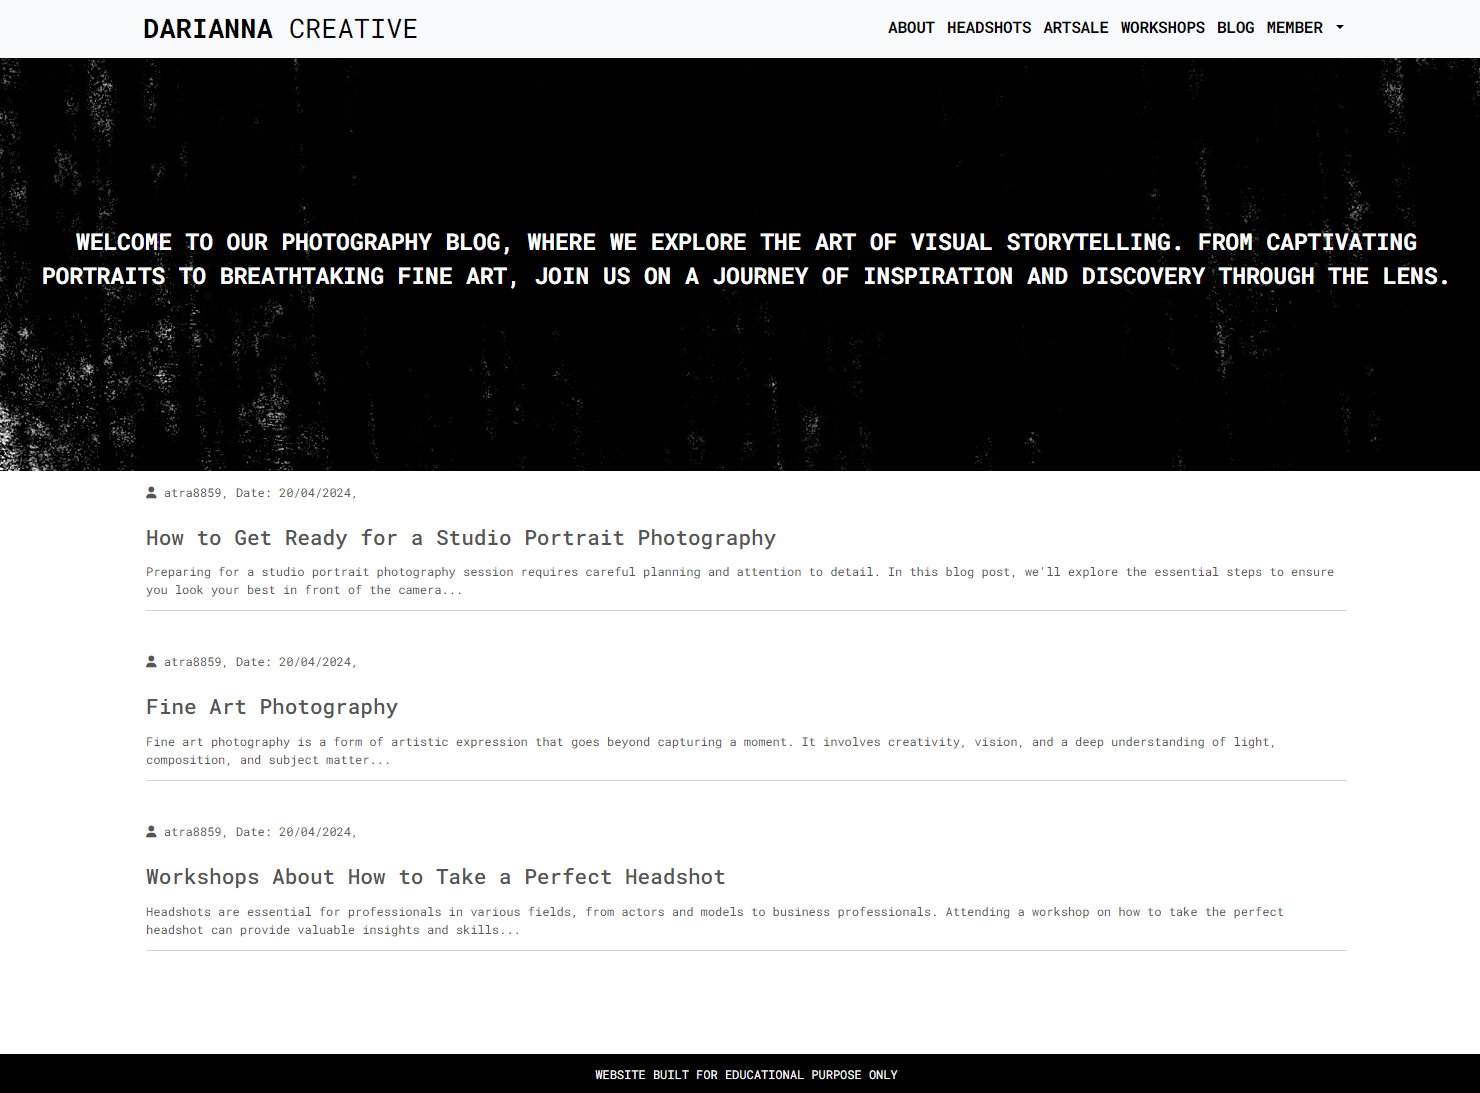 DARIANNA CREATIVE
ABOUT HEADSHOTS ARTSALE WORKSHOPS BLOG MEMBER
WELCOME TO OUR PHOTOGRAPHY BLOG, WHERE WE EXPLORE THE ART OF VISUAL STORYTELLING. FROM CAPTIVATING
PORTRAITS TO BREATHTAKING FINE ART, JOIN US ON A JOURNEY OF INSPIRATION AND DISCOVERY THROUGH THE LENS.
atra8859, Date: 20/04/2024,
How to Get Ready for a Studio Portrait Photography
Preparing for a studio portrait photography session requires careful planning and attention to detail. In this blog post, we'll explore the essential steps to ensure
you look your best in front of the camera...
atra8859, Date: 20/04/2024,
Fine Art Photography
Fine art photography is a form of artistic expression that goes beyond capturing a moment. It involves creativity, vision, and a deep understanding of light,
composition, and subject matter...
atra8859, Date: 20/04/2024,
Workshops About How to Take a Perfect Headshot
Headshots are essential for professionals in various fields, from actors and models to business professionals. Attending a workshop on how to take the perfect
headshot can provide valuable insights and skills...
WEBSITE BUILT FOR EDUCATIONAL PURPOSE ONLY